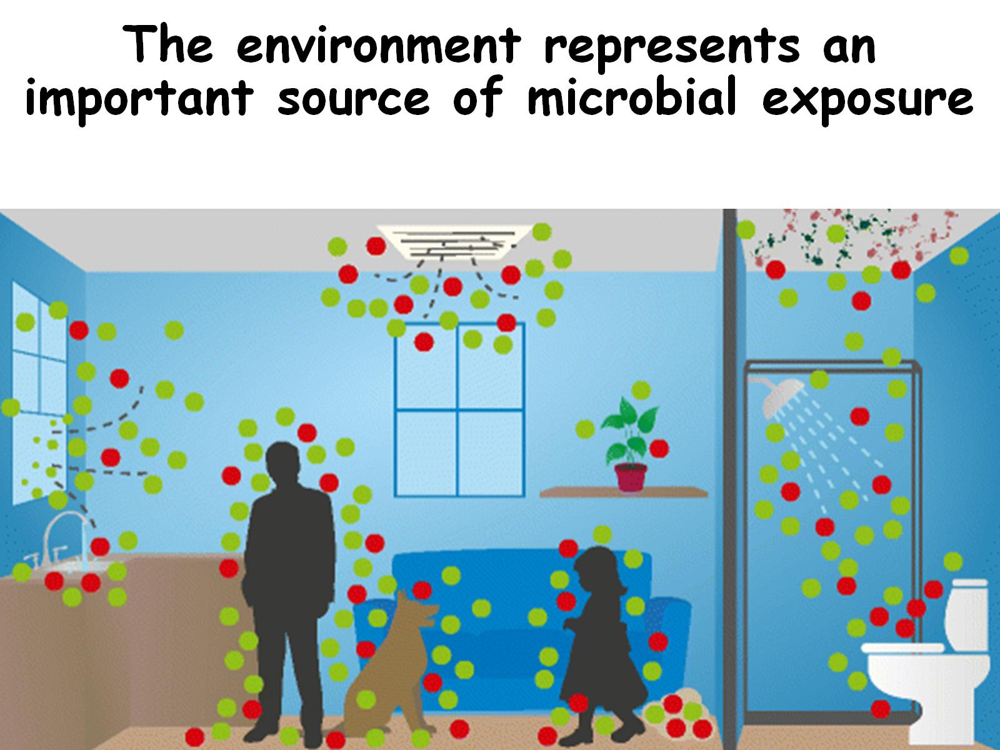 The environment represents an
important source of microbial exposure